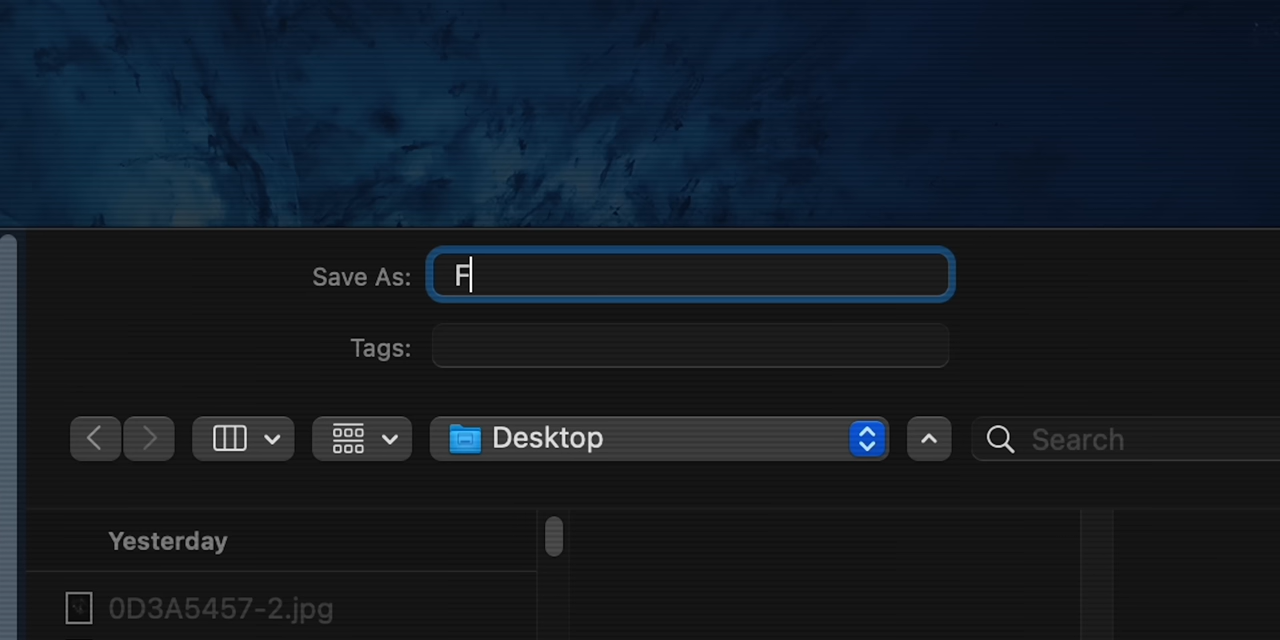 Save As: F
Tags:
Desktop
Search
Yesterday
0D3A5457-2.jpg